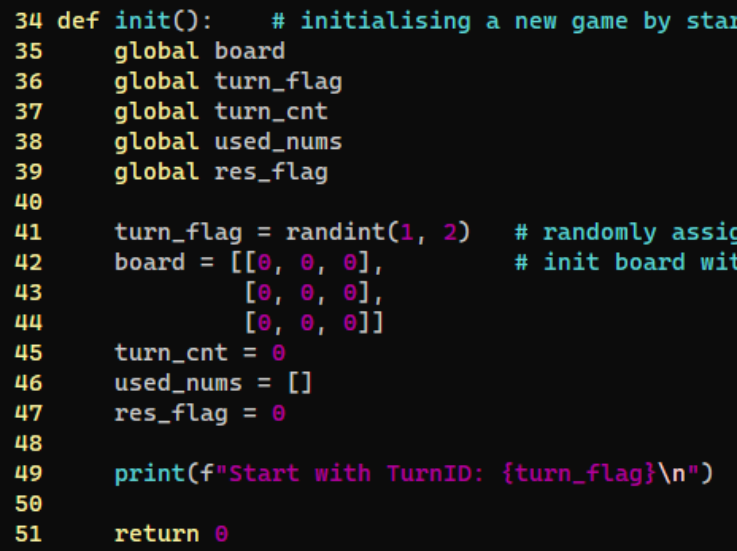 34 def init():    # initialising a new game by star
35     global board
36     global turn_flag
37     global turn_cnt
38     global used_nums
39     global res_flag
40
41     turn_flag = randint(1, 2)   # randomly assig
42     board = [[0, 0, 0],         # init board wit
43              [0, 0, 0],
44              [0, 0, 0]]
45     turn_cnt = 0
46     used_nums = []
47     res_flag = 0
48
49     print(f"Start with TurnID: {turn_flag}\n")
50
51     return 0